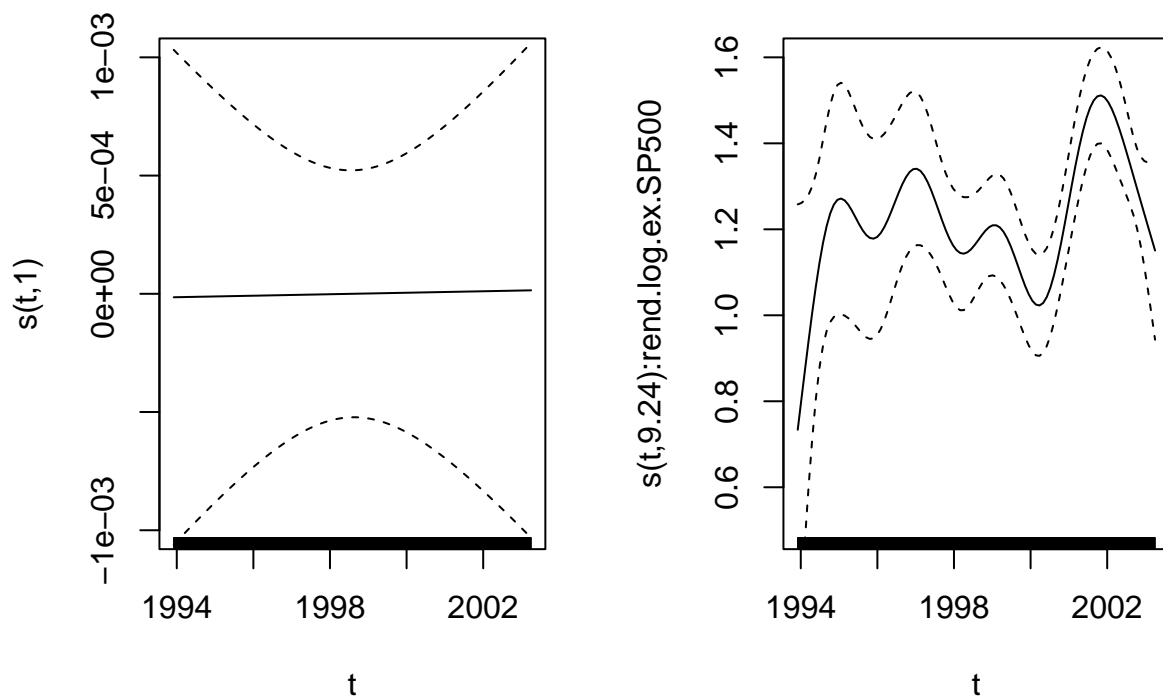 s(t,1)
1e−03
5e−04
0e+00
−1e−03
1994
1998
2002
t
s(t,9.24):rend.log.ex.SP500
1.6
1.4
1.2
1.0
0.8
0.6
1994
1998
2002
t